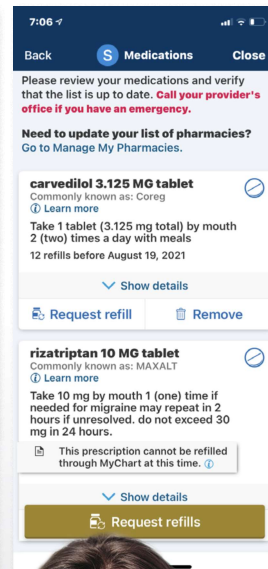 7:06
Back
S Medications
Close
Please review your medications and verify
that the list is up to date. Call your provider's
office if you have an emergency.
Need to update your list of pharmacies?
Go to Manage My Pharmacies.
carvedilol 3.125 MG tablet
Commonly known as: Coreg
Learn more
Take 1 tablet (3.125 mg total) by mouth
2 (two) times a day with meals
12 refills before August 19, 2021
Show details
Request refill
Remove
rizatriptan 10 MG tablet
Commonly known as: MAXALT
Learn more
Take 10 mg by mouth 1 (one) time if
needed for migraine may repeat in 2
hours if unresolved. do not exceed 30
mg in 24 hours.
This prescription cannot be refilled
through MyChart at this time.
Show details
Request refills